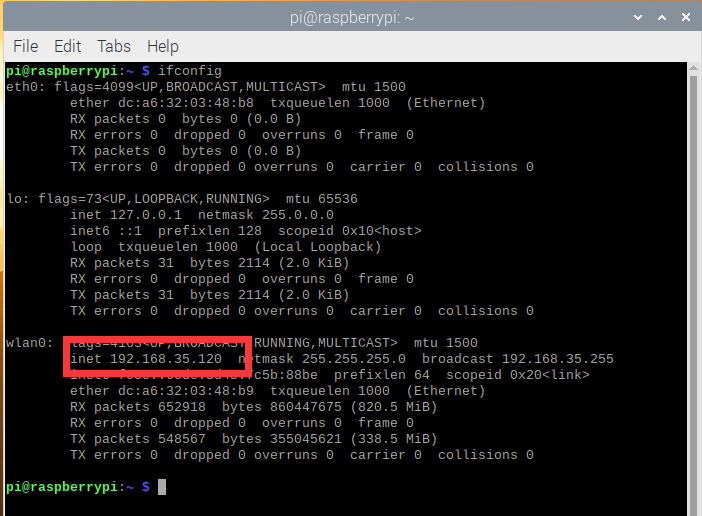 pi@raspberrypi: ~
File Edit Tabs Help
pi@raspberrypi:~ $ ifconfig
eth0: flags=4099<UP,BROADCAST,MULTICAST>  mtu 1500
        ether dc:a6:32:03:48:b8  txqueuelen 1000  (Ethernet)
        RX packets 0  bytes 0 (0.0 B)
        RX errors 0  dropped 0  overruns 0  frame 0
        TX packets 0  bytes 0 (0.0 B)
        TX errors 0  dropped 0 overruns 0  carrier 0  collisions 0
lo: flags=73<UP,LOOPBACK,RUNNING>  mtu 65536
        inet 127.0.0.1  netmask 255.0.0.0
        inet6 ::1  prefixlen 128  scopeid 0x10<host>
        loop  txqueuelen 1000  (Local Loopback)
        RX packets 31  bytes 2114 (2.0 KiB)
        RX errors 0  dropped 0  overruns 0  frame 0
        TX packets 31  bytes 2114 (2.0 KiB)
        TX errors 0  dropped 0 overruns 0  carrier 0  collisions 0
wlan0: flags=4163<UP,BROADCAST,RUNNING,MULTICAST>  mtu 1500
        inet 192.168.35.120  netmask 255.255.255.0  broadcast 192.168.35.255
        prefixlen 64  scopeid 0x20<link>
        ether dc:a6:32:03:48:b9  txqueuelen 1000  (Ethernet)
        RX packets 652918  bytes 860447675 (820.5 MiB)
        RX errors 0  dropped 0  overruns 0  frame 0
        TX packets 548567  bytes 355045621 (338.5 MiB)
        TX errors 0  dropped 0 overruns 0  carrier 0  collisions 0
pi@raspberrypi:~ $